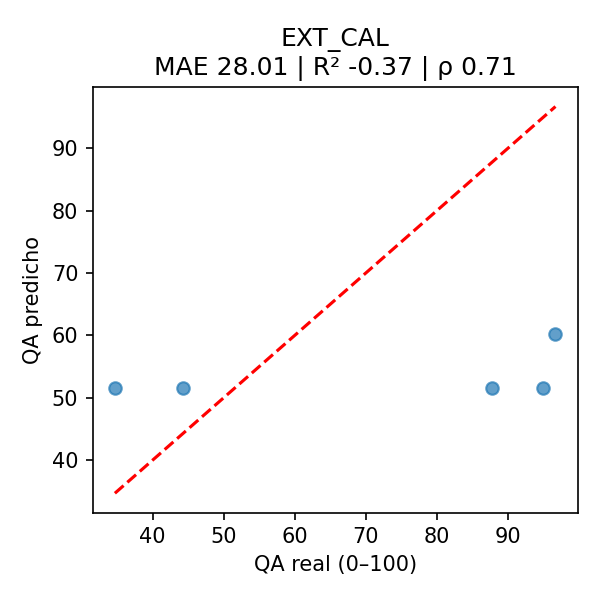 EXT_CAL
MAE 28.01 | R² -0.37 | ρ 0.71
QA predicho
90
80
70
60
50
40
40 50 60 70 80 90
QA real (0–100)